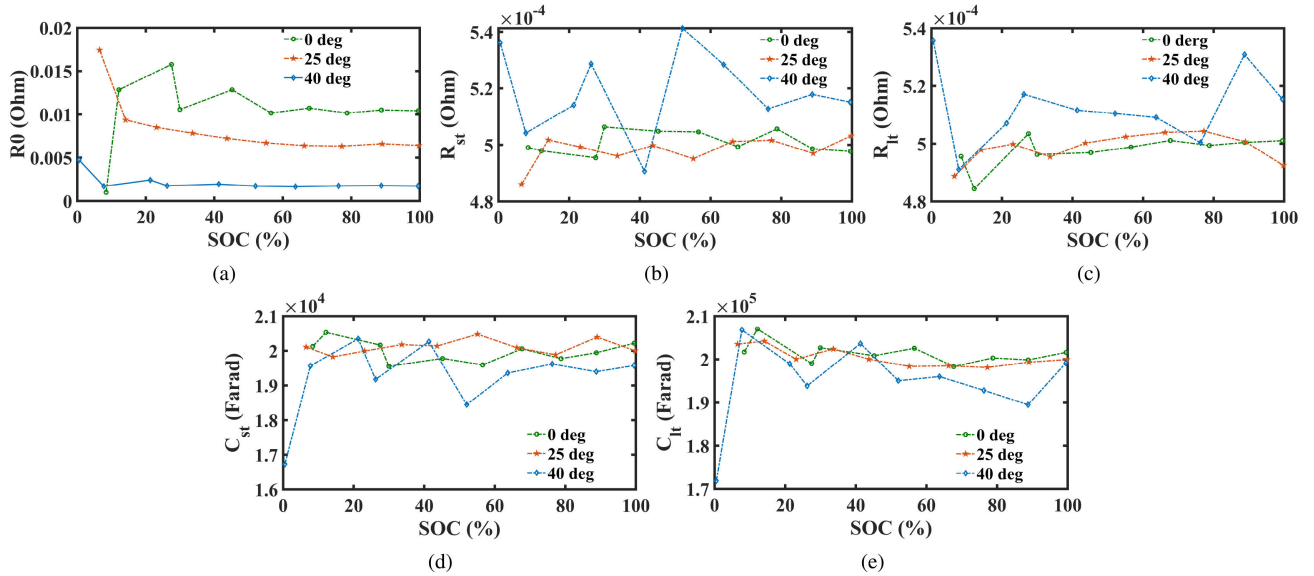 0.02
0.015
0.01
0.005
0
R0 (Ohm)
0 deg
25 deg
40 deg
0 20 40 60 80 100
SOC (%)
(a)
×10⁻⁴
5.4
5.2
5
4.8
R_st (Ohm)
0 deg
25 deg
40 deg
0 20 40 60 80 100
SOC (%)
(b)
×10⁻⁴
5.4
5.2
5
4.8
R_lt (Ohm)
0 derg
25 deg
40 deg
0 20 40 60 80 100
SOC (%)
(c)
×10⁴
2.1
2
1.9
1.8
1.7
1.6
C_st (Farad)
0 deg
25 deg
40 deg
0 20 40 60 80 100
SOC (%)
(d)
×10⁵
2.1
2
1.9
1.8
1.7
C_lt (Farad)
0 deg
25 deg
40 deg
0 20 40 60 80 100
SOC (%)
(e)